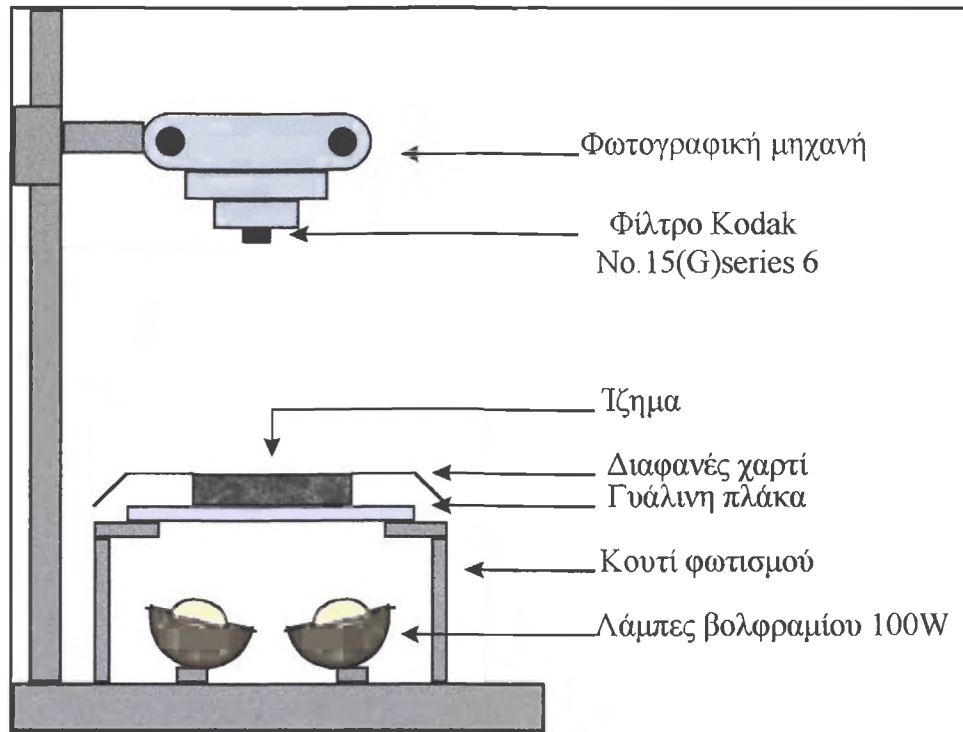 Φωτογραφική μηχανή
Φίλτρο Kodak
No.15(G)series 6
Ίζημα
Διαφανές χαρτί
Γυάλινη πλάκα
Κουτί φωτισμού
Λάμπες βολφραμίου 100W